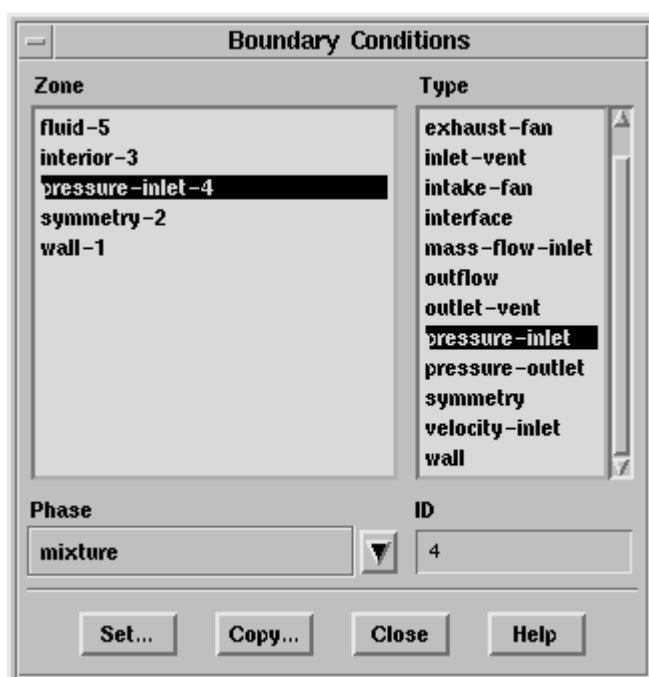 Boundary Conditions
Zone
fluid-5
interior-3
pressure-inlet-4
symmetry-2
wall-1
Type
exhaust-fan
inlet-vent
intake-fan
interface
mass-flow-inlet
outflow
outlet-vent
pressure-inlet
pressure-outlet
symmetry
velocity-inlet
wall
Phase
mixture
ID
4
Set...
Copy...
Close
Help